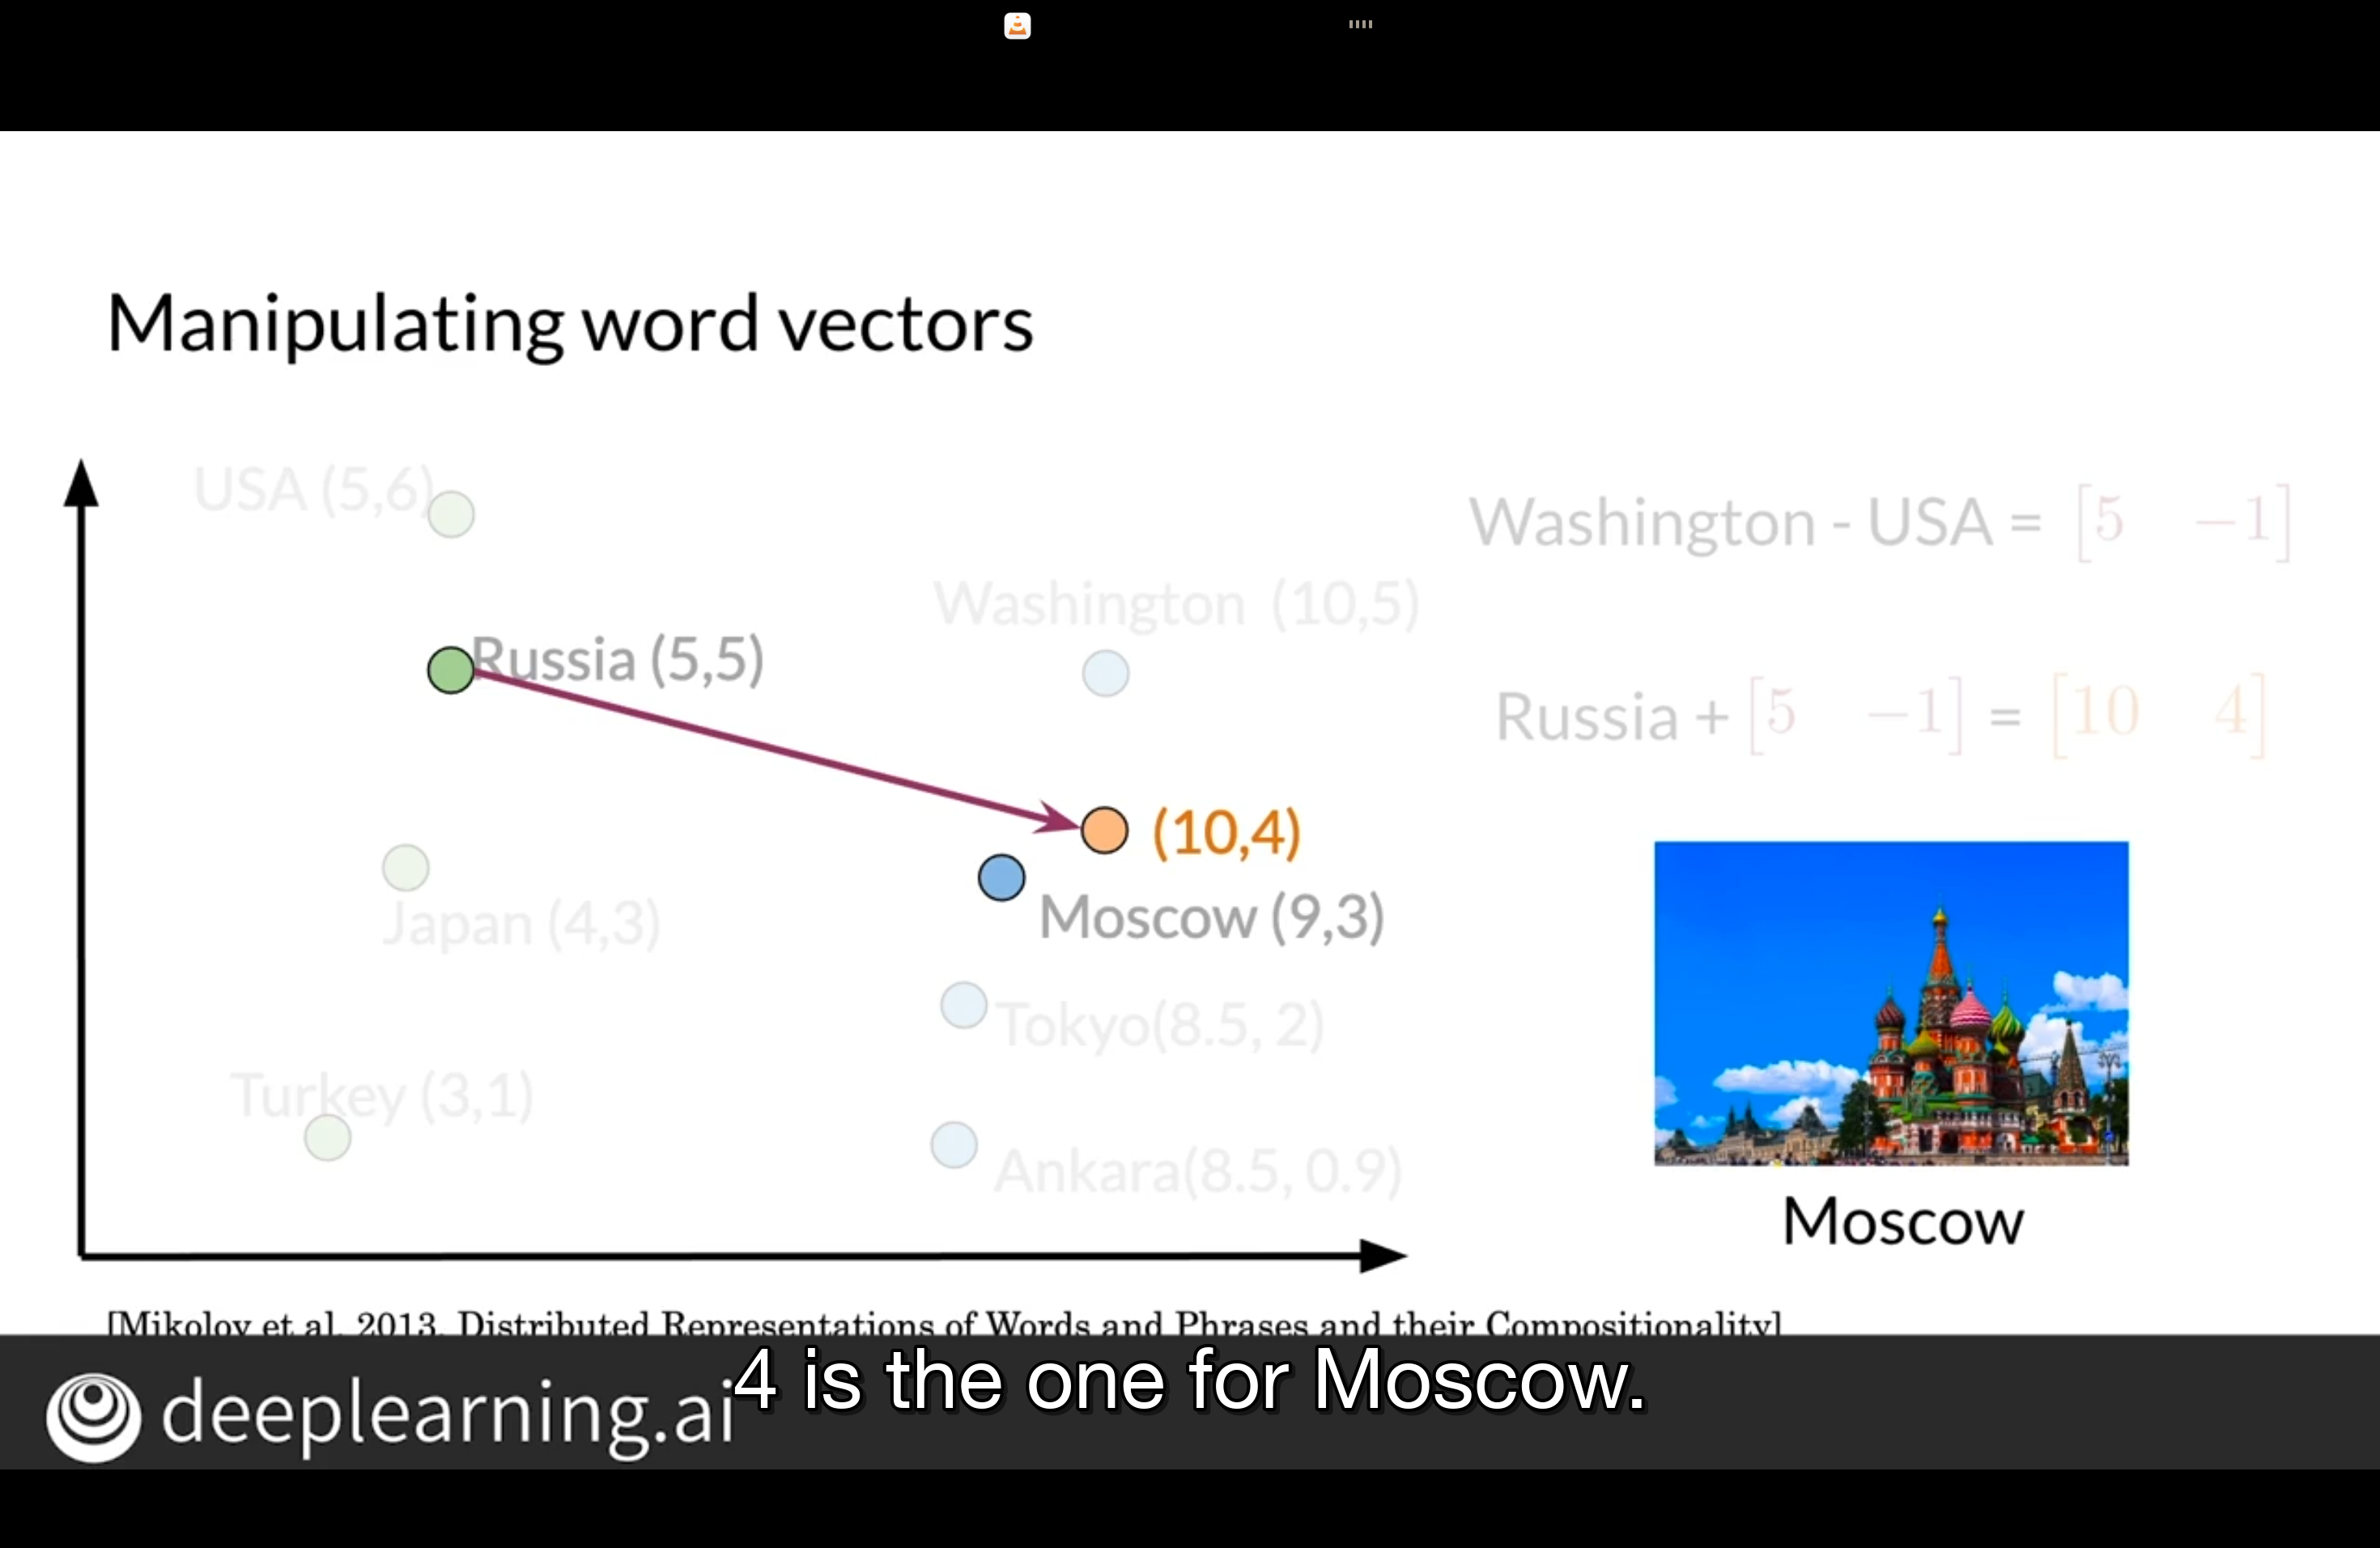 Manipulating word vectors
USA (5,6)
Washington - USA = [5 −1]
Washington (10,5)
Russia (5,5)
Russia + [5 −1] = [10 4]
(10,4)
Moscow (9,3)
Japan (4,3)
Tokyo(8.5, 2)
Turkey (3,1)
Ankara(8.5, 0.9)
Moscow
[Mikolov et al, 2013, Distributed Representations of Words and Phrases and their Compositionality]
4 is the one for Moscow.
deeplearning.ai